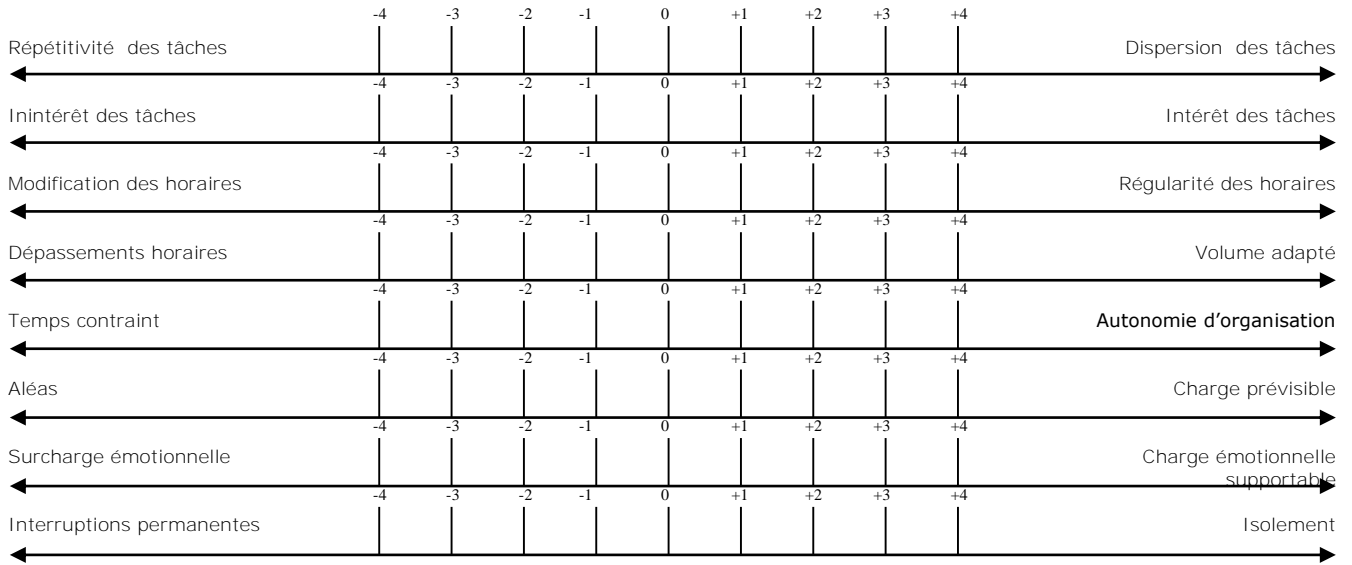 -4 -3 -2 -1 0 +1 +2 +3 +4
Répétitivité des tâches Dispersion des tâches
-4 -3 -2 -1 0 +1 +2 +3 +4
Inintérêt des tâches Intérêt des tâches
-4 -3 -2 -1 0 +1 +2 +3 +4
Modification des horaires Régularité des horaires
-4 -3 -2 -1 0 +1 +2 +3 +4
Dépassements horaires Volume adapté
-4 -3 -2 -1 0 +1 +2 +3 +4
Temps contraint Autonomie d’organisation
-4 -3 -2 -1 0 +1 +2 +3 +4
Aléas Charge prévisible
-4 -3 -2 -1 0 +1 +2 +3 +4
Surcharge émotionnelle Charge émotionnelle
supportable
-4 -3 -2 -1 0 +1 +2 +3 +4
Interruptions permanentes Isolement